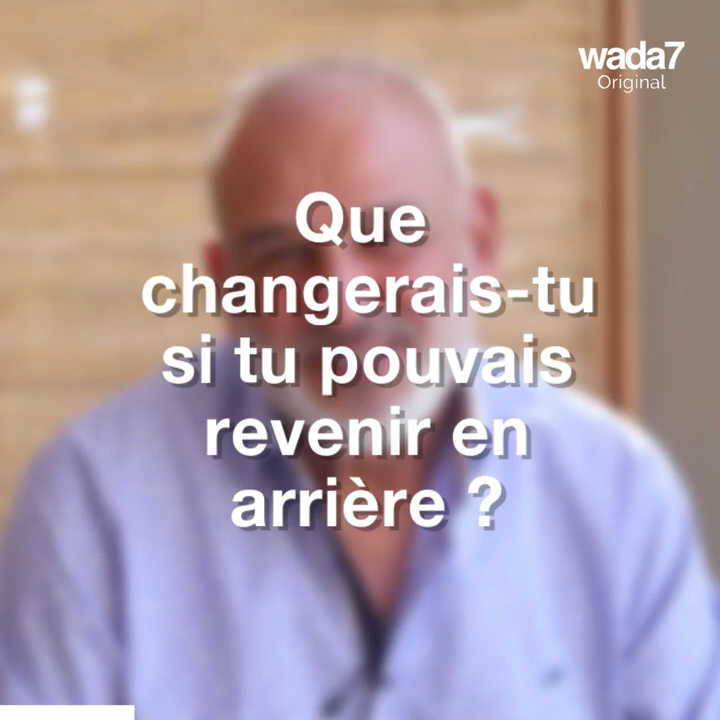 wada7
Original
Que
changerais-tu
si tu pouvais
revenir en
arrière ?